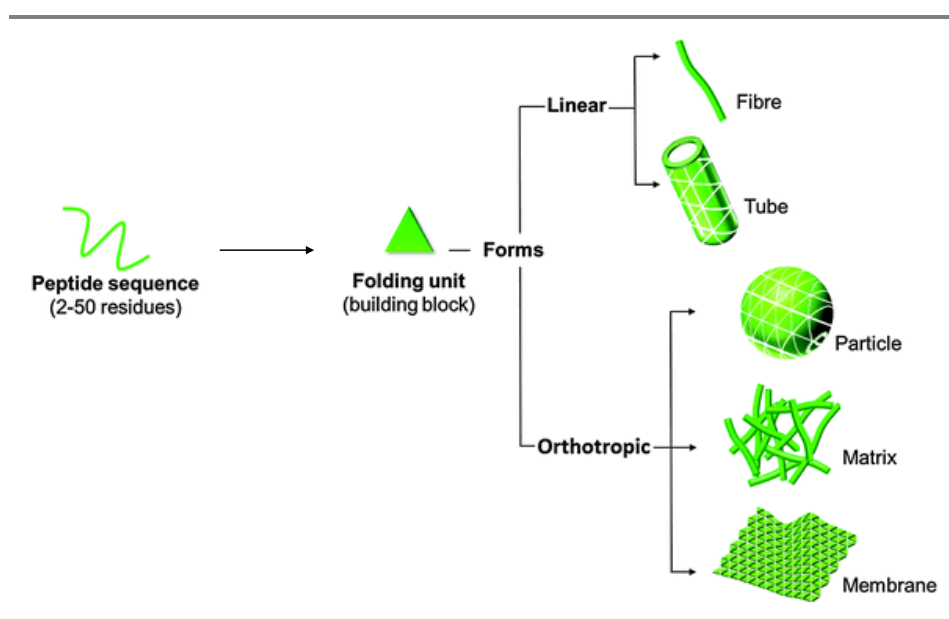 Peptide sequence
(2-50 residues)
Folding unit
(building block)
Forms
Linear
Fibre
Tube
Orthotropic
Particle
Matrix
Membrane